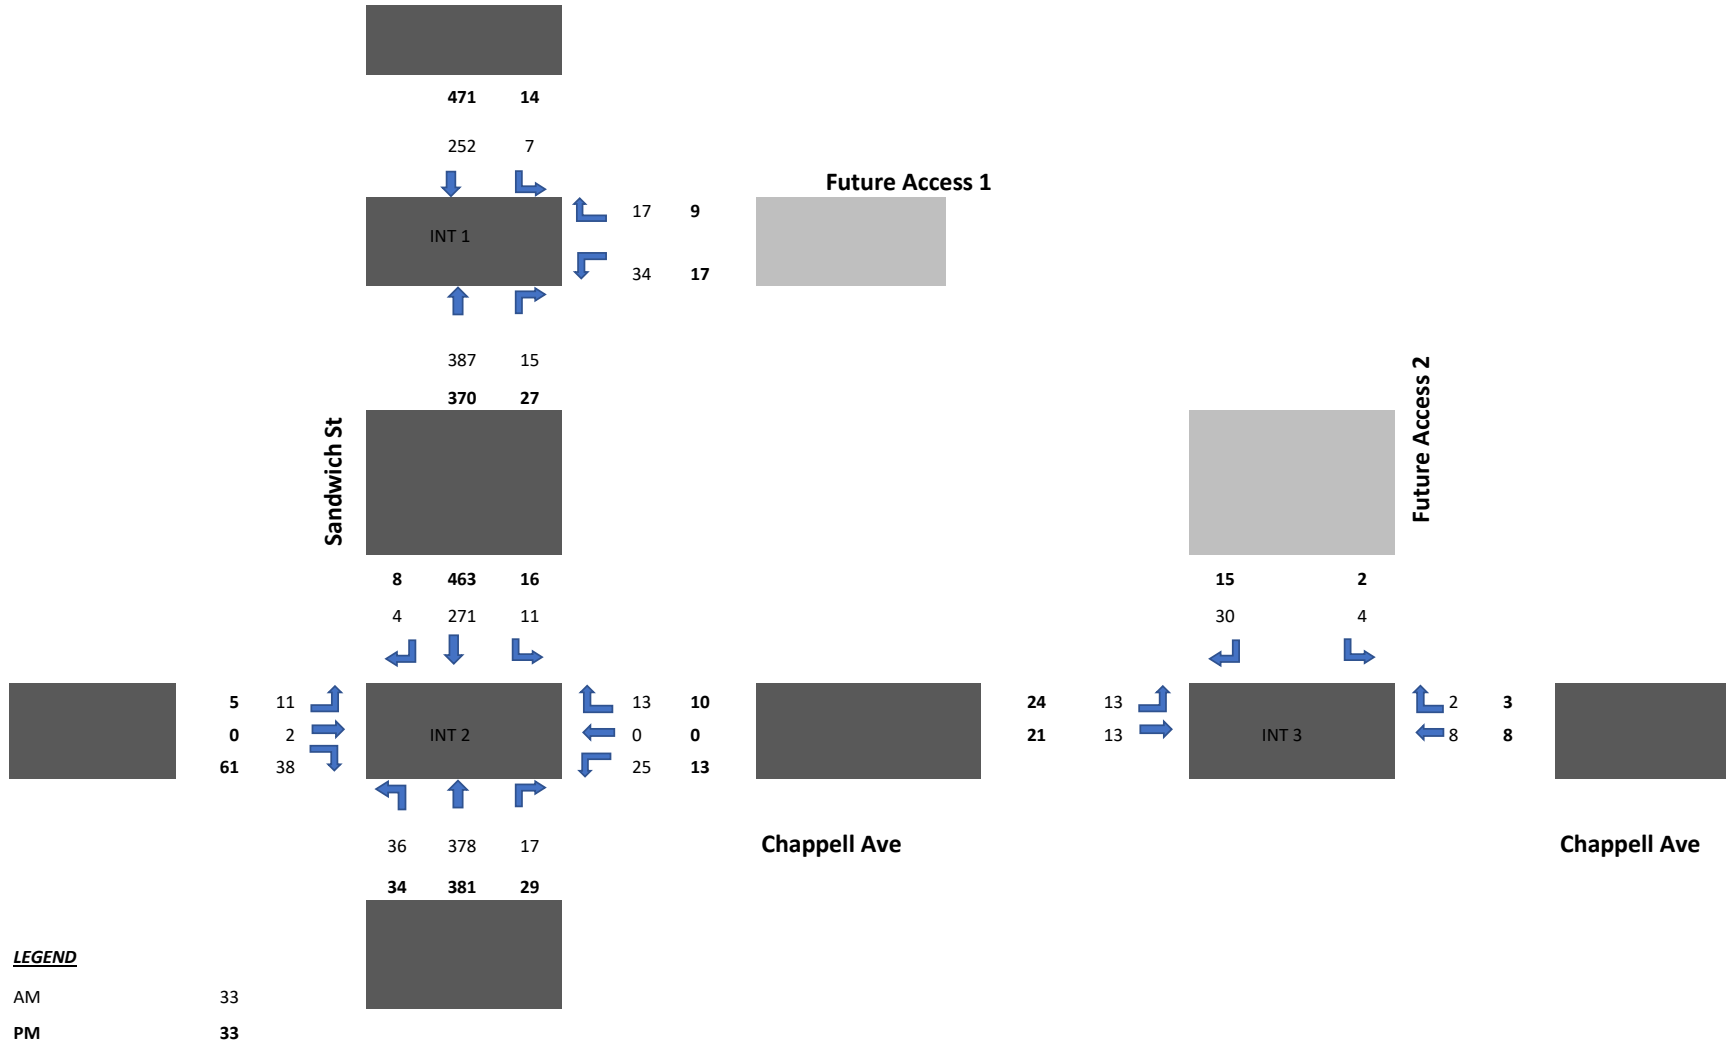 471 14
252 7
Future Access 1
17 9
INT 1
34 17
387 15
370 27
Sandwich St
Future Access 2
8 463 16
15 2
4 271 11
30 4
5 11
13 10
24 13
2 3
0 2
INT 2
0 0
21 13
INT 3
8 8
61 38
25 13
36 378 17
Chappell Ave
Chappell Ave
34 381 29
LEGEND
AM 33
PM 33